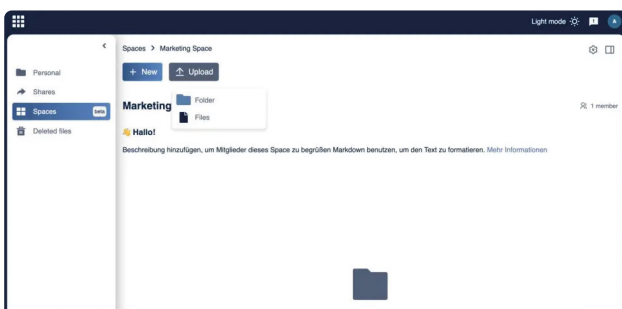 Light mode
A
Spaces > Marketing Space
+ New
Upload
Personal
Shares
Spaces beta
Deleted files
Folder
Files
Marketing
1 member
Hallo!
Beschreibung hinzufügen, um Mitglieder dieses Space zu begrüßen Markdown benutzen, um den Text zu formatieren. Mehr Informationen